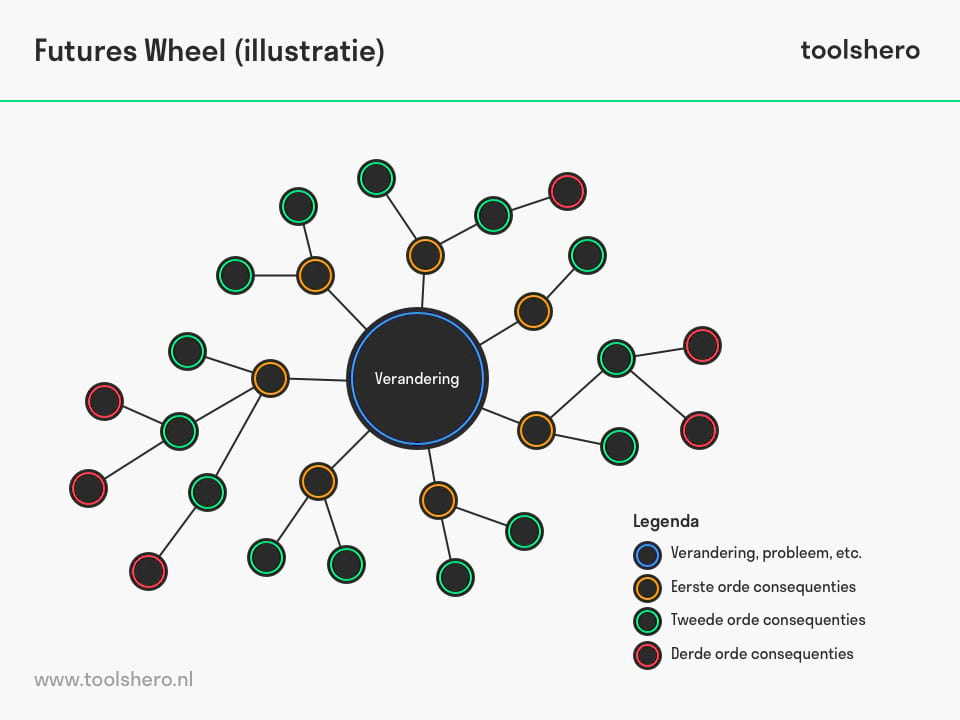 Futures Wheel (illustratie)
toolshero
Verandering
Legenda
Verandering, probleem, etc.
Eerste orde consequenties
Tweede orde consequenties
Derde orde consequenties
www.toolshero.nl